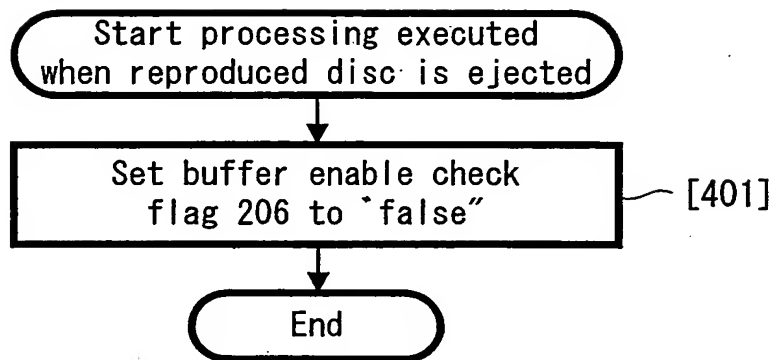 Start processing executed
when reproduced disc is ejected
Set buffer enable check
flag 206 to "false"
[401]
End